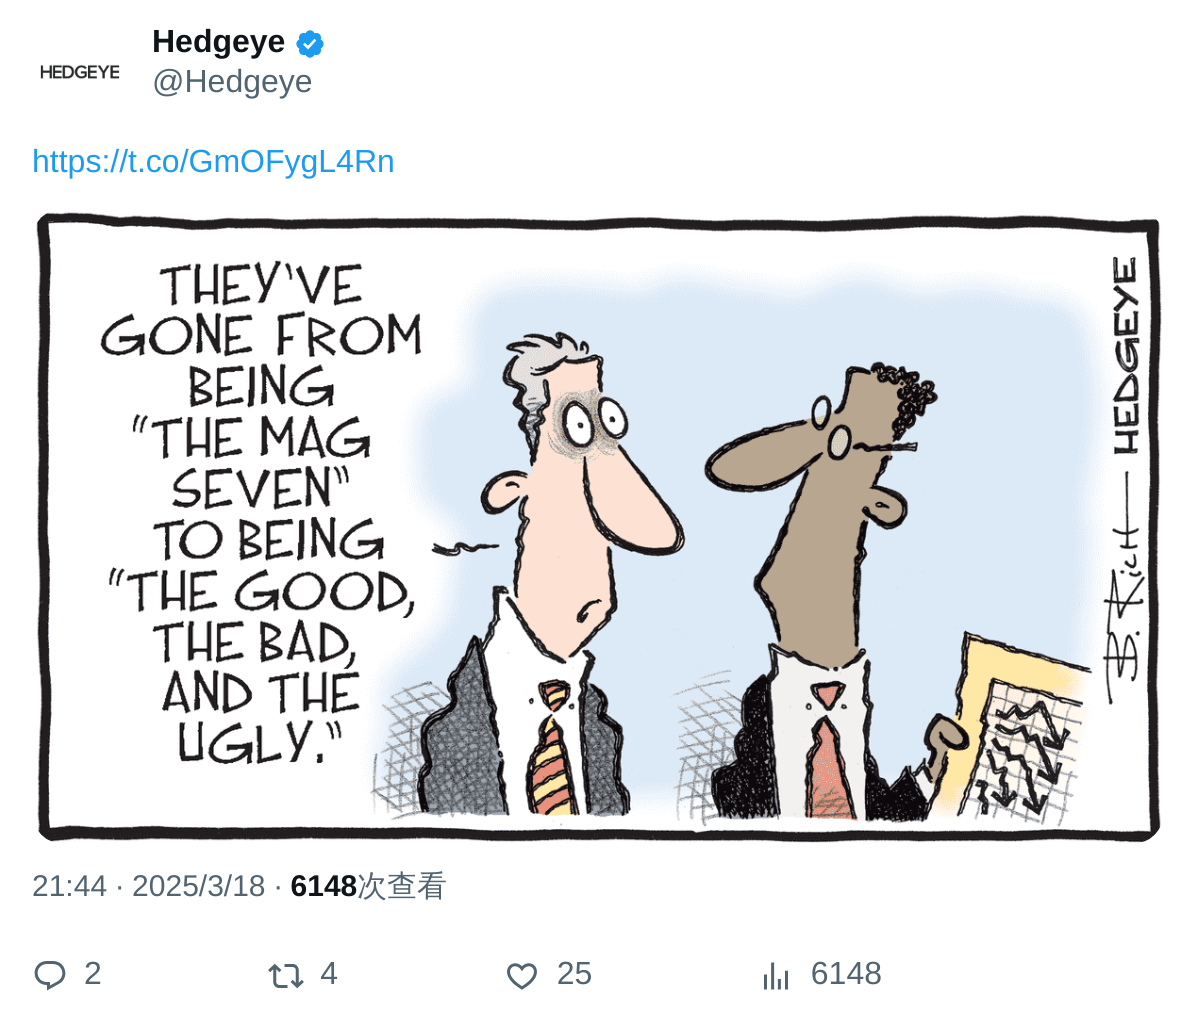 Hedgeye
@Hedgeye
HEDGEYE
https://t.co/GmOFygL4Rn
THEY'VE
GONE FROM
BEING
"THE MAG
SEVEN"
TO BEING
"THE GOOD,
THE BAD,
AND THE
UGLY."
B. Rich — HEDGEYE
21:44 · 2025/3/18 · 6148次查看
2 4 25 6148